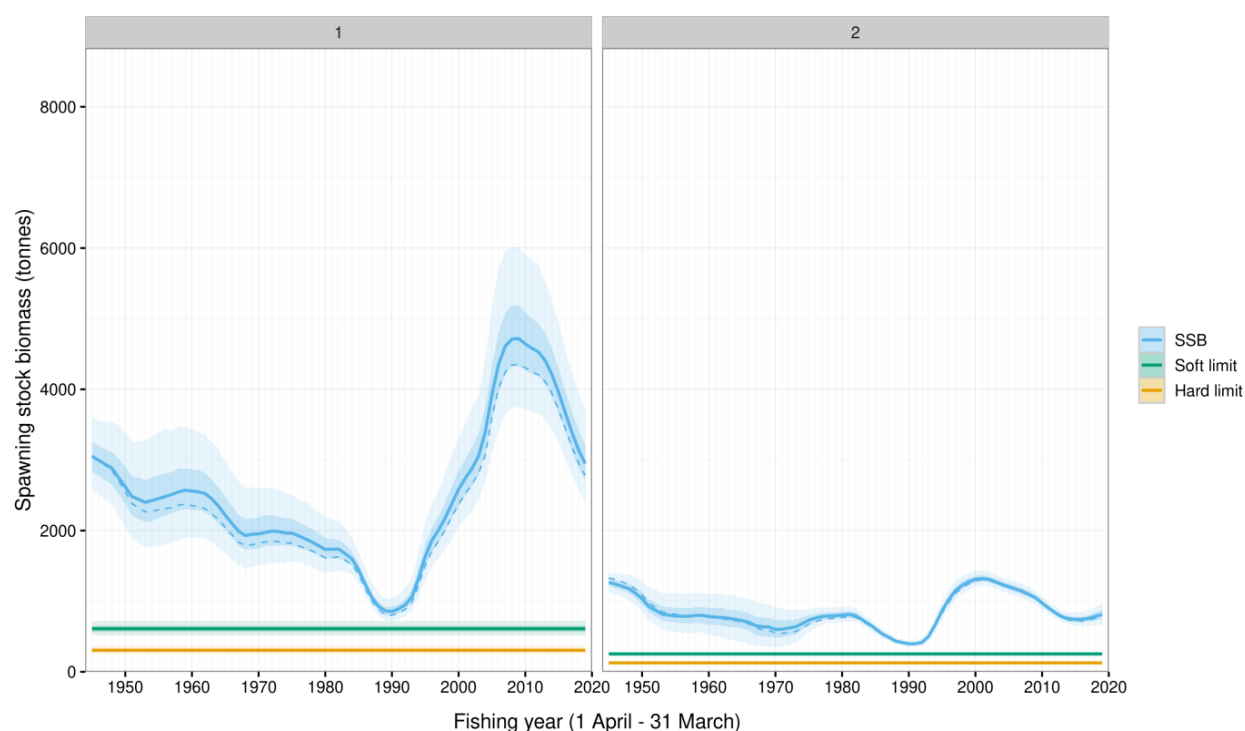 1 2
8000
6000
4000
2000
0
Spawning stock biomass (tonnes)
1950 1960 1970 1980 1990 2000 2010 2020 1950 1960 1970 1980 1990 2000 2010 2020
Fishing year (1 April - 31 March)
SSB
Soft limit
Hard limit